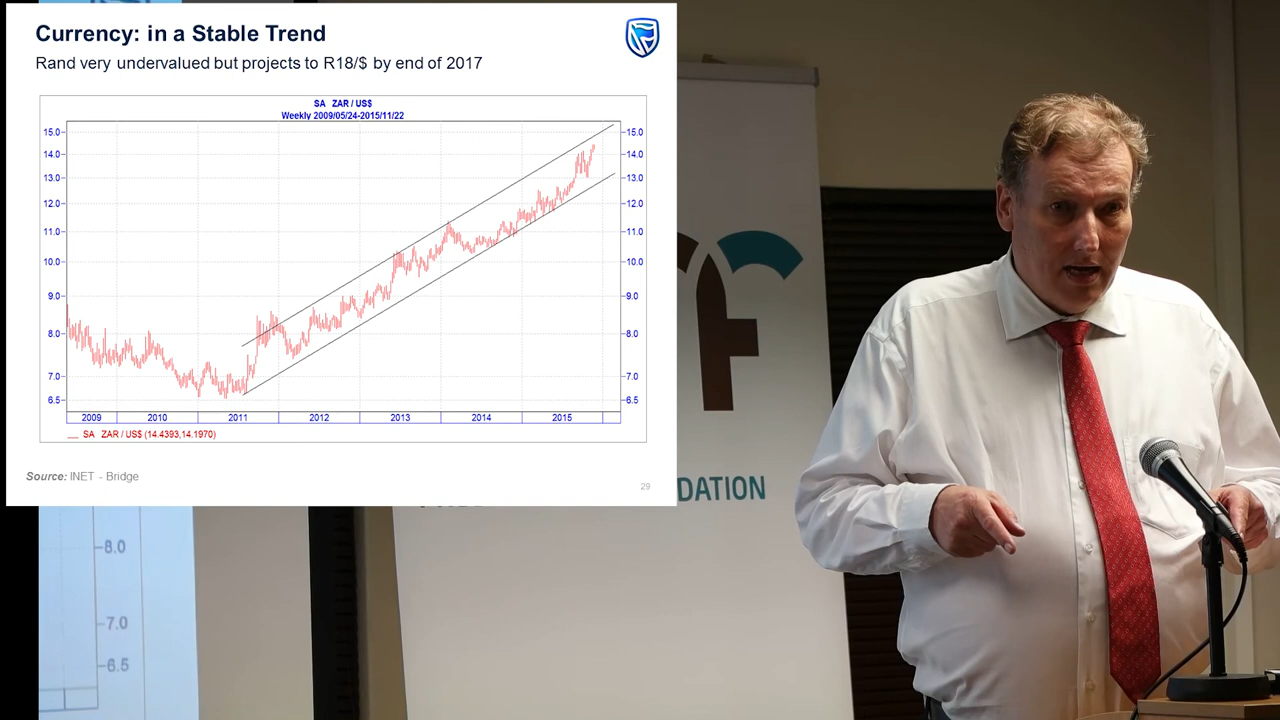 Currency: in a Stable Trend
Rand very undervalued but projects to R18/$ by end of 2017
SA ZAR / US$
Weekly 2009/05/24-2015/11/22
15.0 15.0
14.0 14.0
13.0 13.0
12.0 12.0
11.0 11.0
10.0 10.0
9.0 9.0
8.0 8.0
7.0 7.0
6.5 6.5
2009 2010 2011 2012 2013 2014 2015
SA ZAR / US$ (14.4393,14.1970)
Source: INET - Bridge
29
DATION
8.0
7.0
6.5